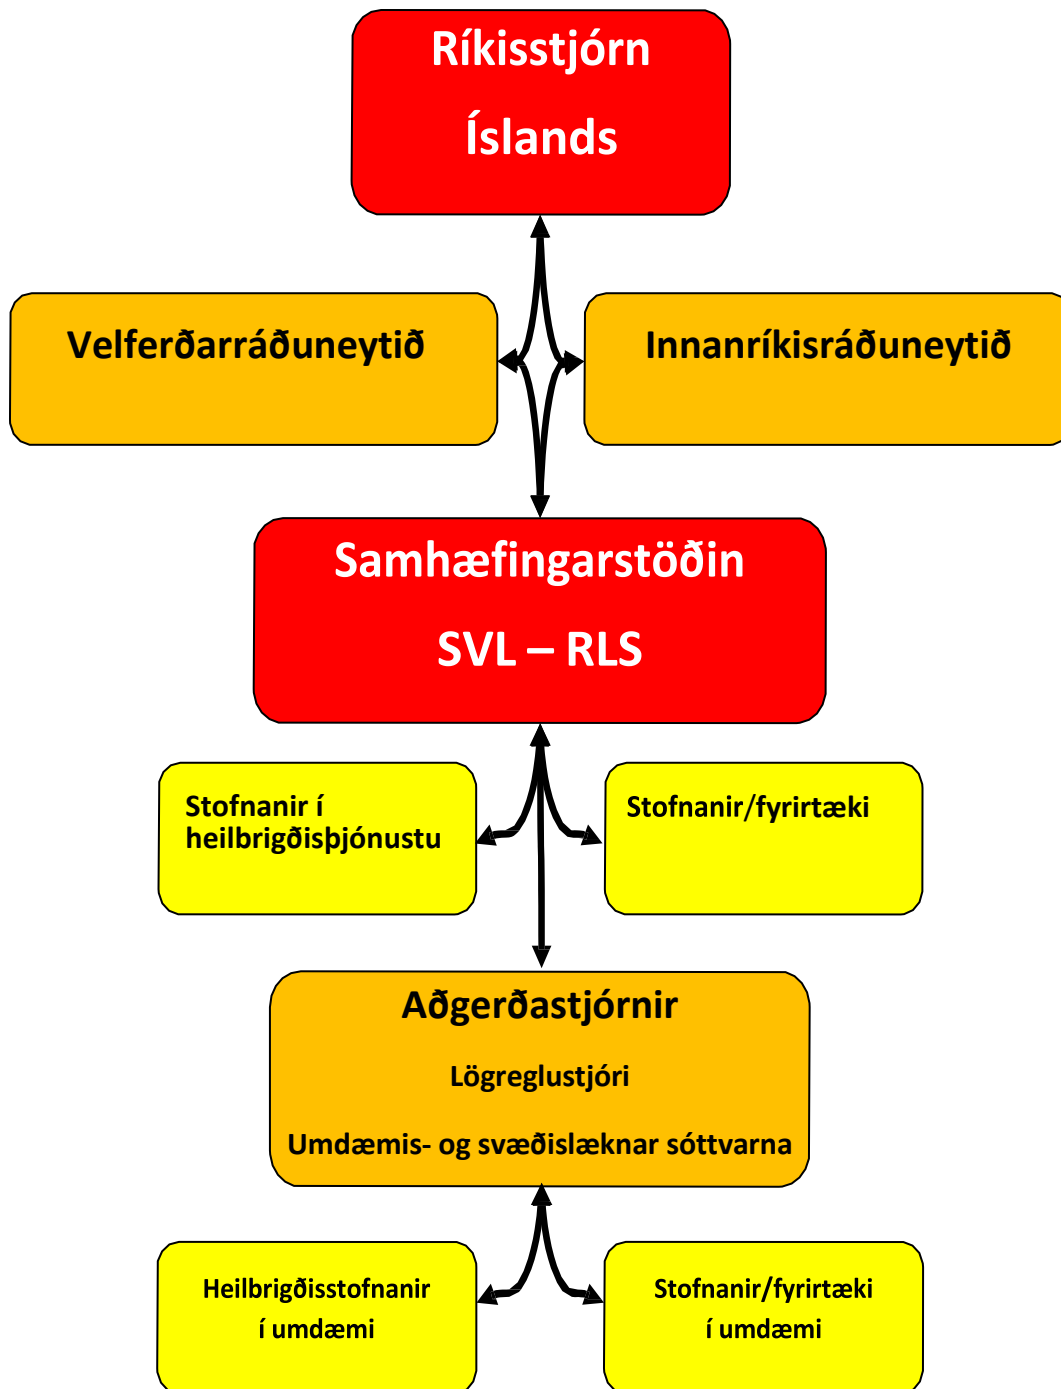 Ríkisstjórn
Íslands
Velferðarráðuneytið
Innanríkisráðuneytið
Samhæfingarstöðin
SVL – RLS
Stofnanir í
heilbrigðisþjónustu
Stofnanir/fyrirtæki
Aðgerðastjórnir
Lögreglustjóri
Umdæmis- og svæðislæknar sóttvarna
Heilbrigðisstofnanir
í umdæmi
Stofnanir/fyrirtæki
í umdæmi